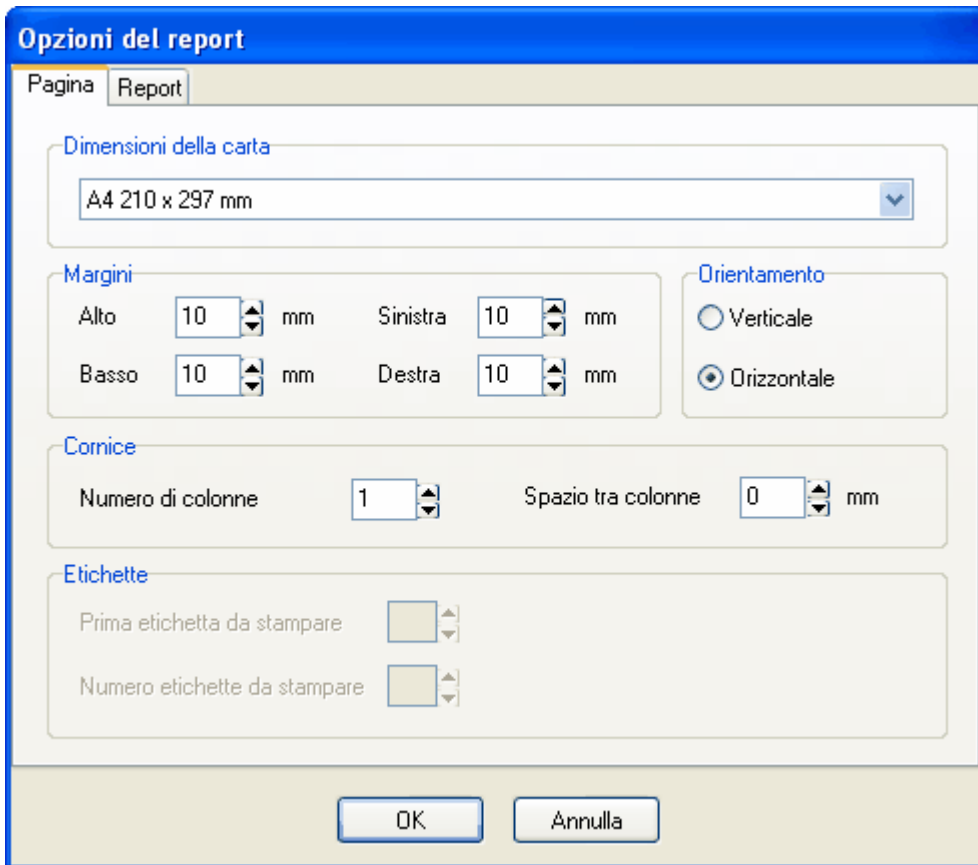 Opzioni del report
Pagina Report
Dimensioni della carta
A4 210 x 297 mm
Margini Orientamento
Alto 10 mm Sinistra 10 mm Verticale
Basso 10 mm Destra 10 mm Orizzontale
Cornice
Numero di colonne 1 Spazio tra colonne 0 mm
Etichette
Prima etichetta da stampare
Numero etichette da stampare
OK Annulla